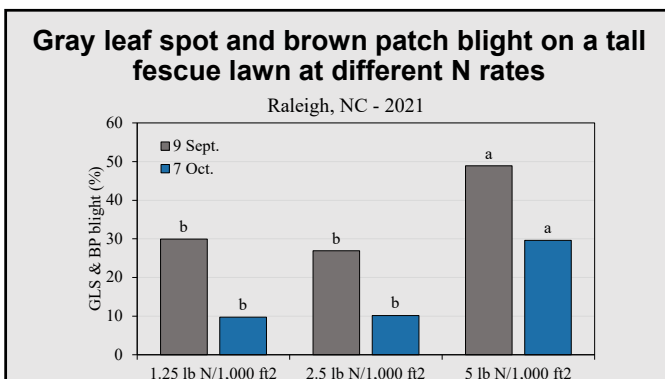 Gray leaf spot and brown patch blight on a tall
fescue lawn at different N rates
Raleigh, NC - 2021
GLS & BP blight (%)
60
50
40
30
20
10
0
9 Sept.
7 Oct.
b
b
b
b
a
a
1.25 lb N/1,000 ft2
2.5 lb N/1,000 ft2
5 lb N/1,000 ft2